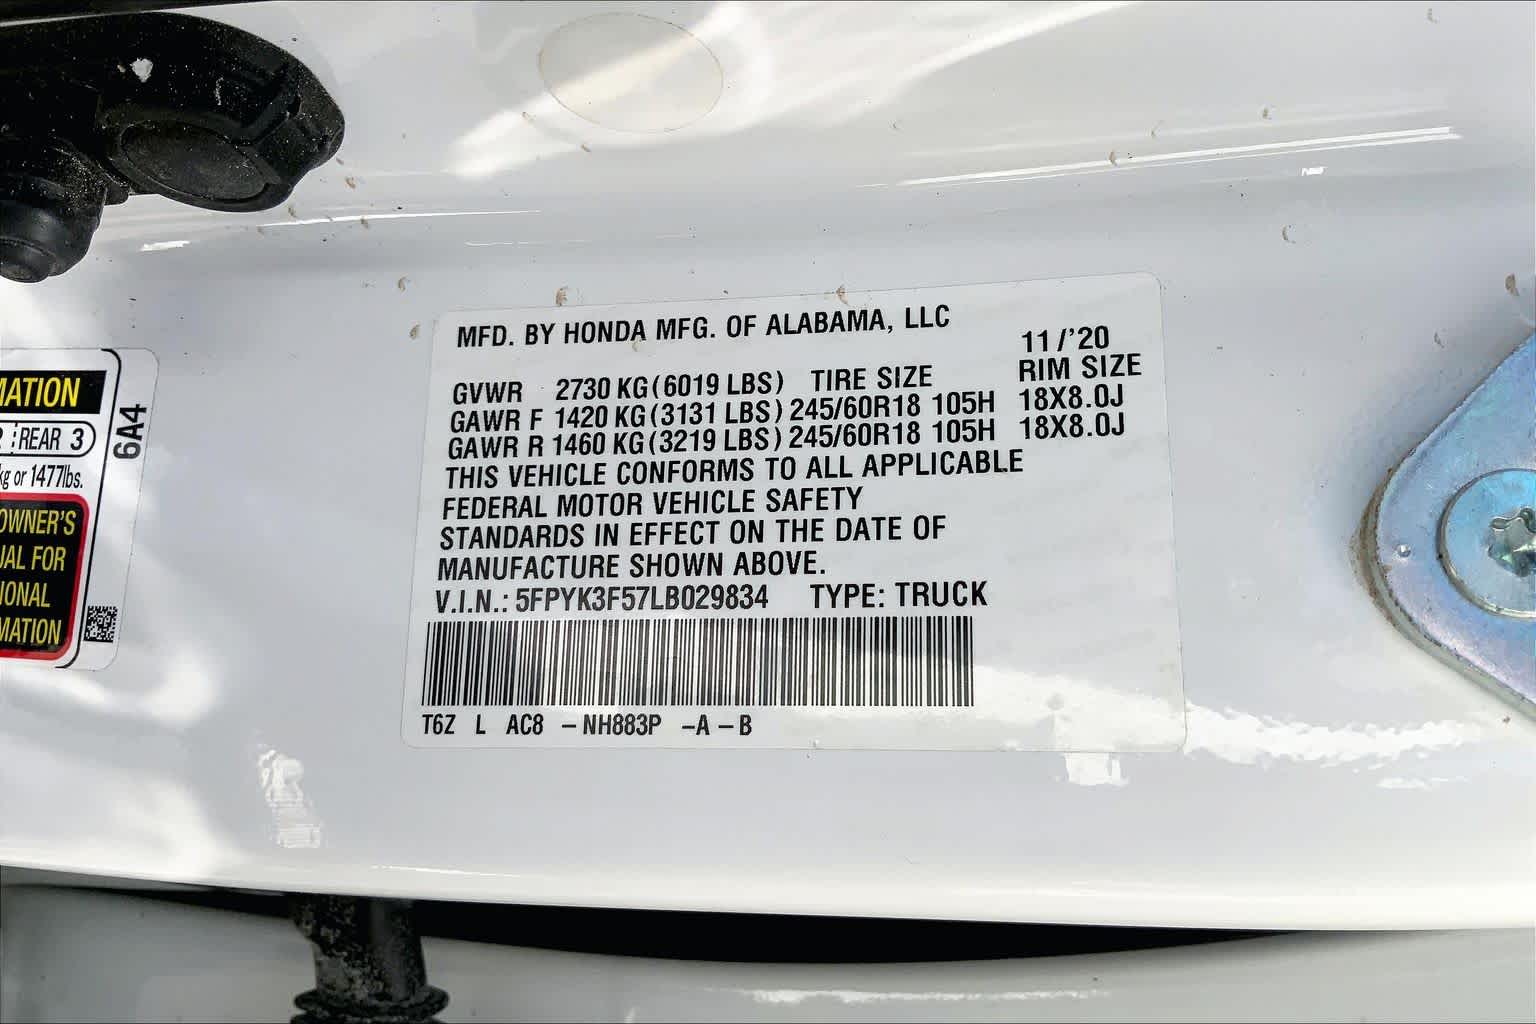 MFD. BY HONDA MFG. OF ALABAMA, LLC
11/'20
GVWR 2730 KG (6019 LBS) TIRE SIZE RIM SIZE
GAWR F 1420 KG (3131 LBS) 245/60R18 105H 18X8.0J
GAWR R 1460 KG (3219 LBS) 245/60R18 105H 18X8.0J
THIS VEHICLE CONFORMS TO ALL APPLICABLE
FEDERAL MOTOR VEHICLE SAFETY
STANDARDS IN EFFECT ON THE DATE OF
MANUFACTURE SHOWN ABOVE.
V.I.N.: 5FPYK3F57LB029834 TYPE: TRUCK
T6Z L AC8 – NH883P –A – B
MATION
REAR 3
6A4
kg or 1477lbs.
OWNER'S
UAL FOR
IONAL
MATION